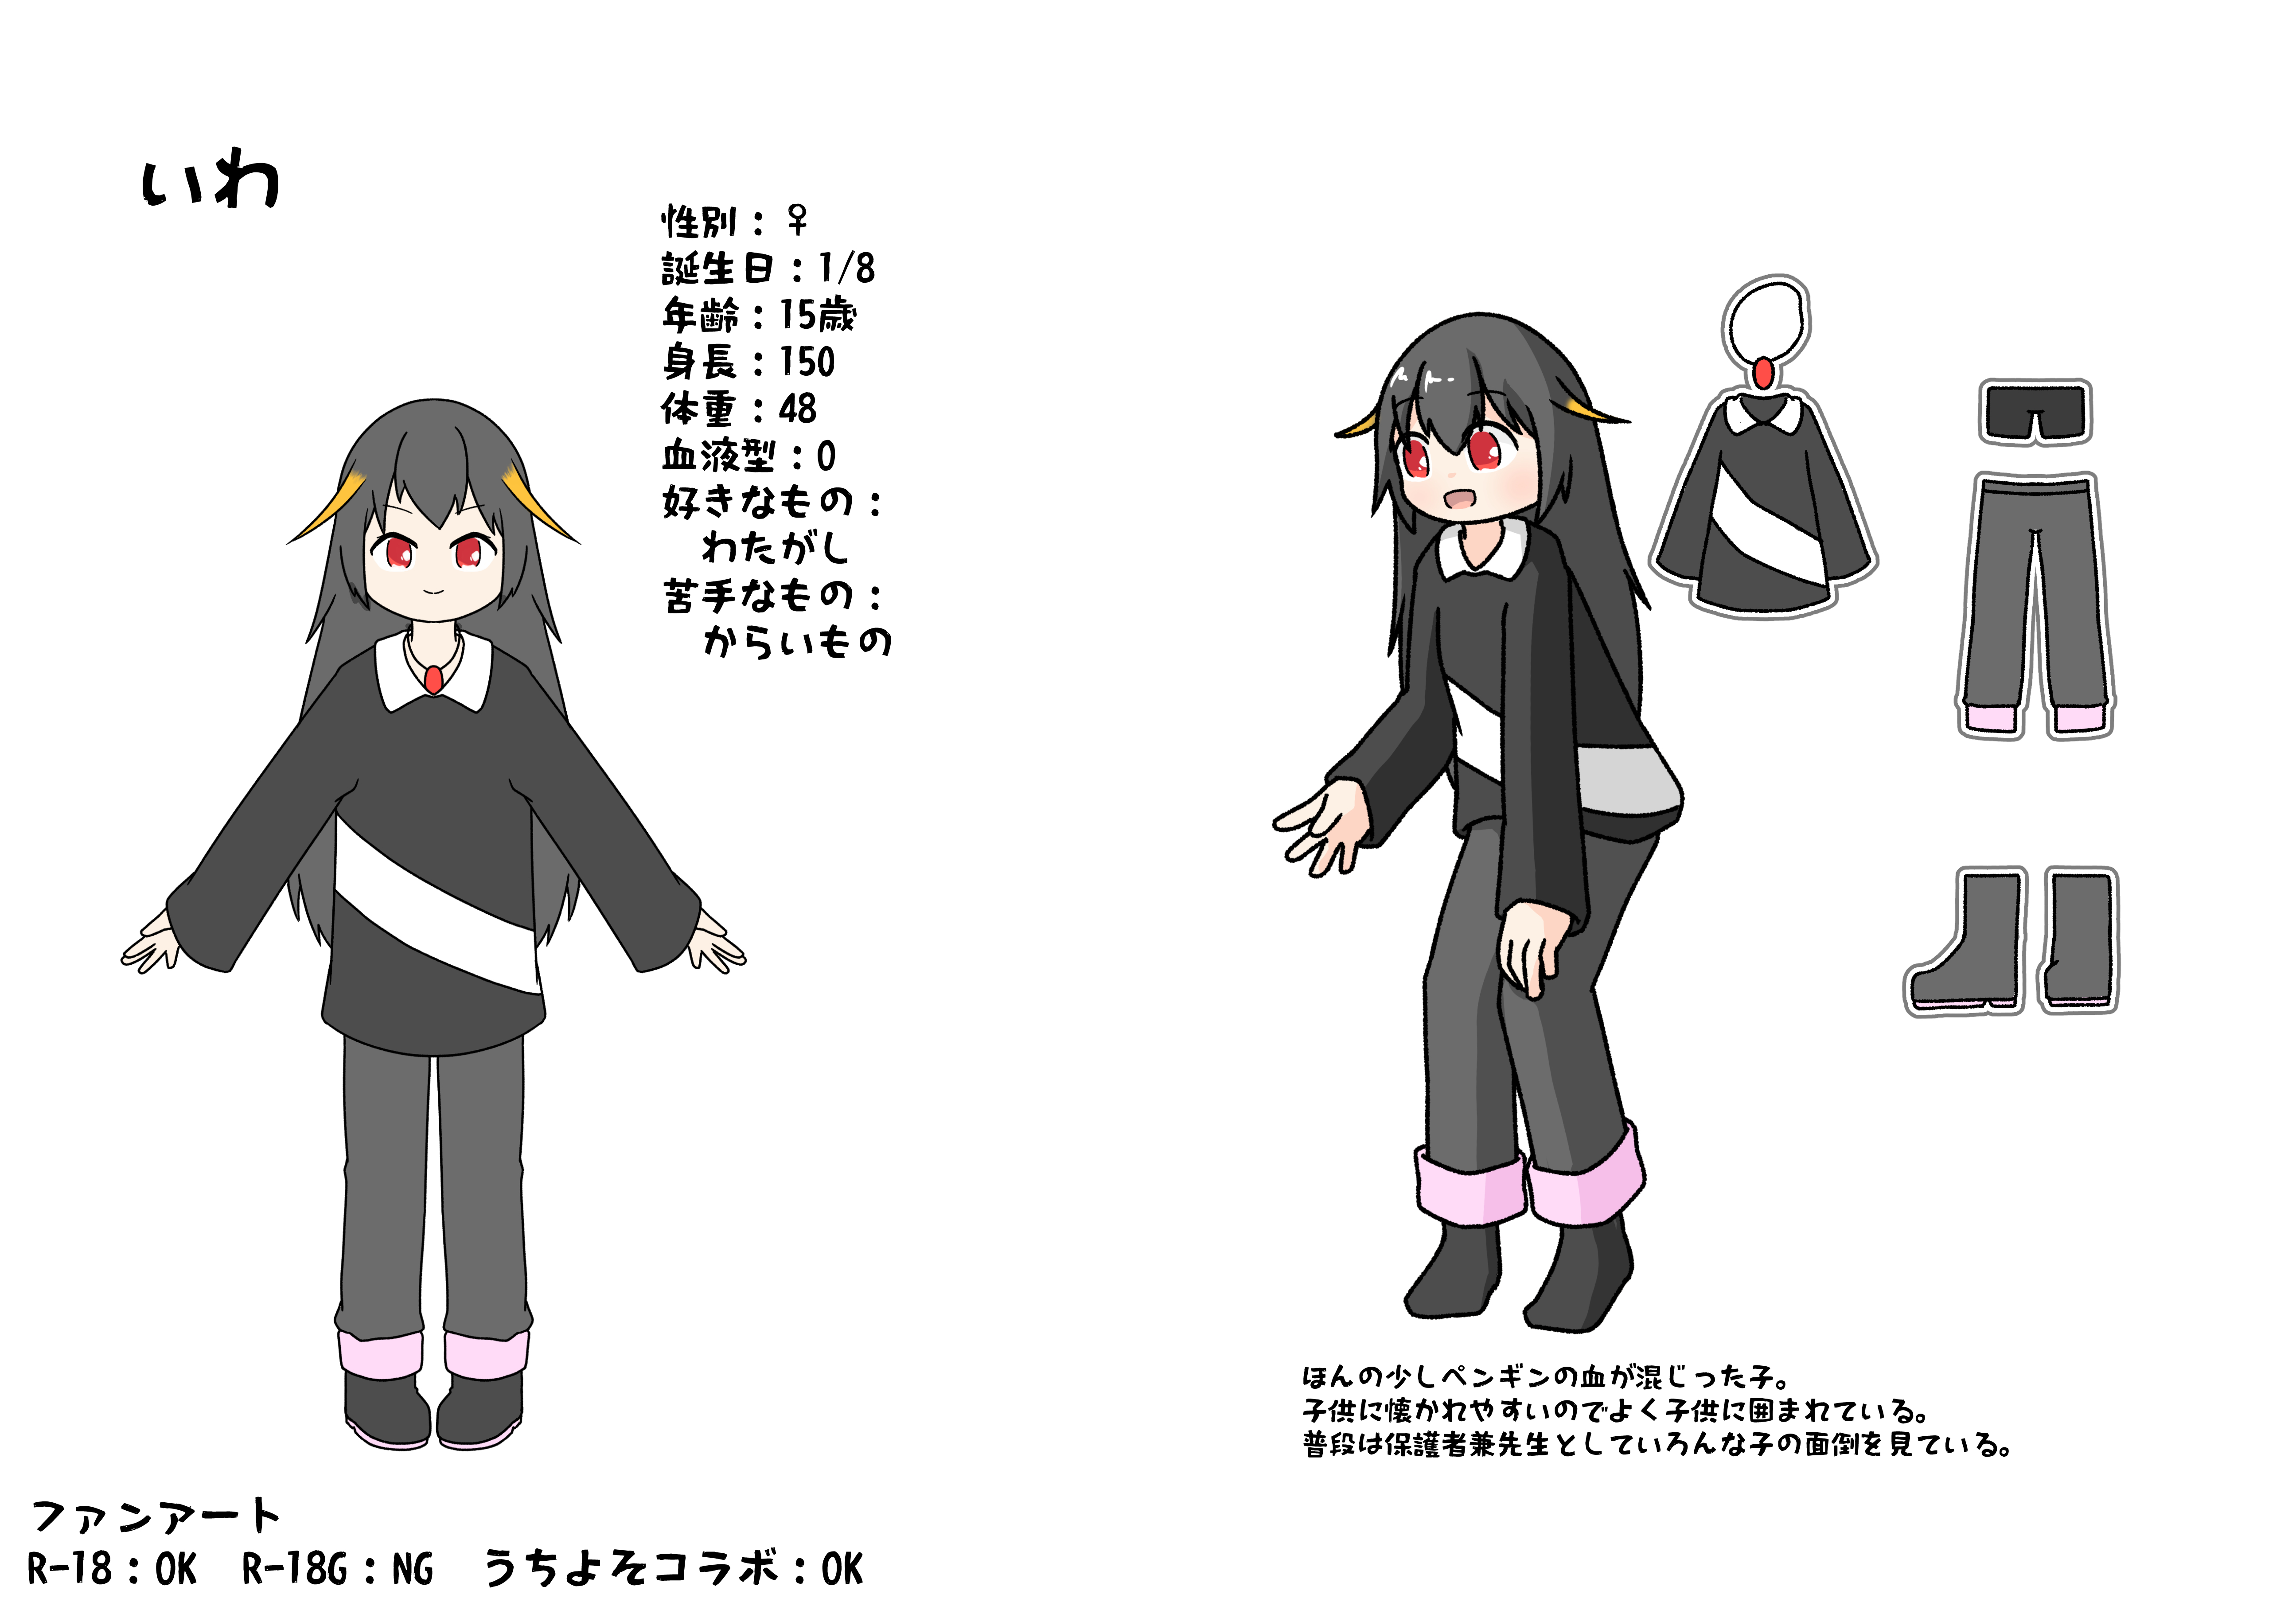 いわ
性別：♀
誕生日：1/8
年齢：15歳
身長：150
体重：48
血液型：O
好きなもの：
わたがし
苦手なもの：
からいもの
ほんの少しペンギンの血が混じった子。
子供に懐かれやすいのでよく子供に囲まれている。
普段は保護者兼先生としていろんな子の面倒を見ている。
ファンアート
R-18：OK　R-18G：NG　うちよそコラボ：OK